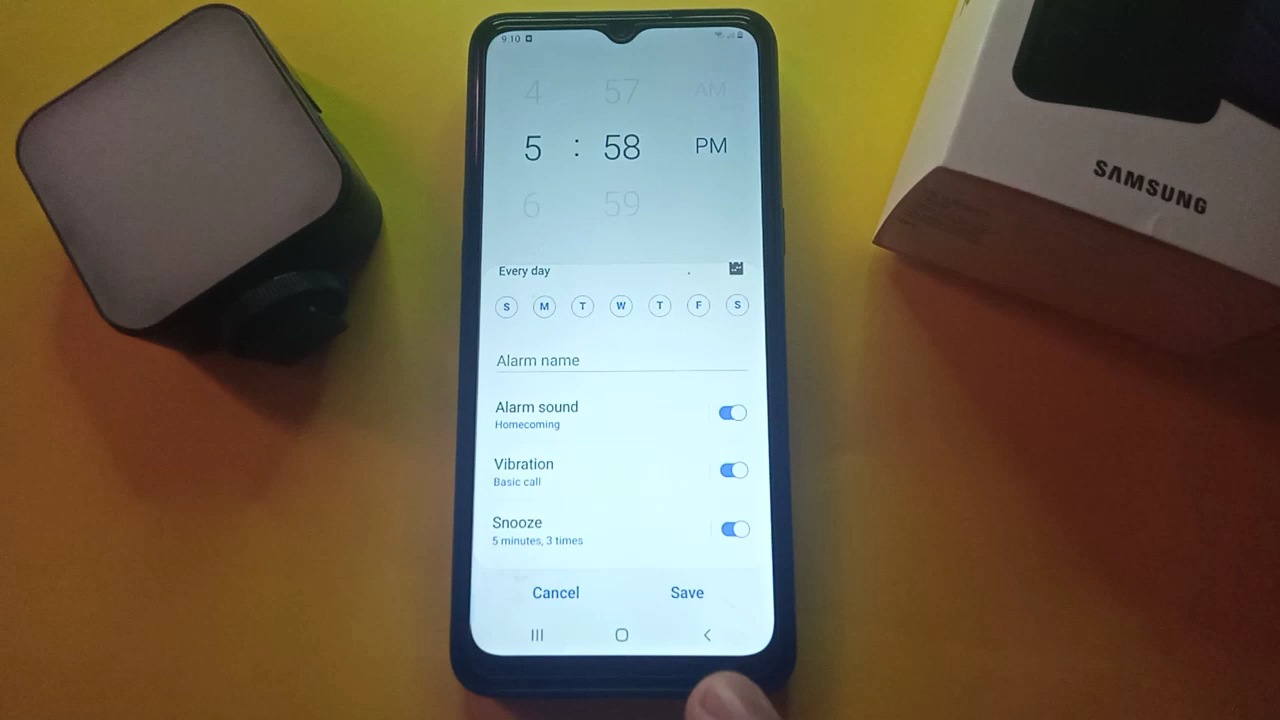 9:10
4 57 AM
5 : 58 PM
6 59
Every day
S M T W T F S
Alarm name
Alarm sound
Homecoming
Vibration
Basic call
Snooze
5 minutes, 3 times
Cancel Save
SAMSUNG